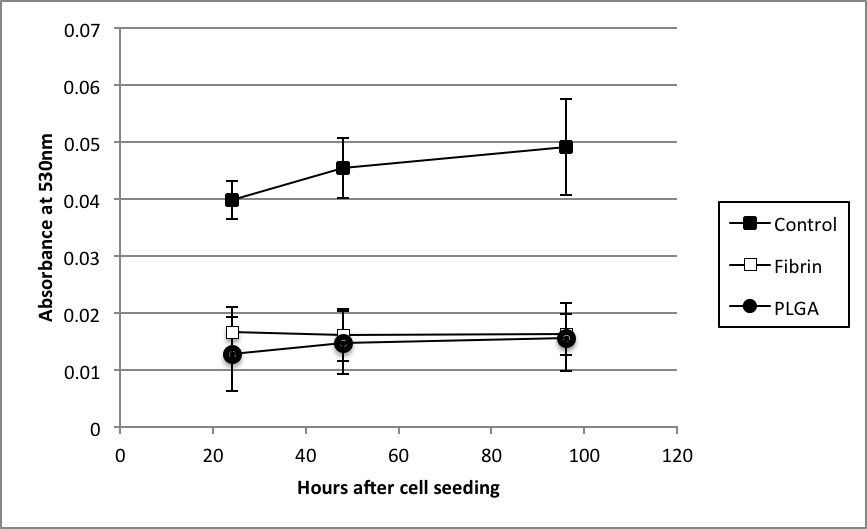 0.07
0.06
0.05
0.04
0.03
0.02
0.01
0
Absorbance at 530nm
0 20 40 60 80 100 120
Hours after cell seeding
Control
Fibrin
PLGA